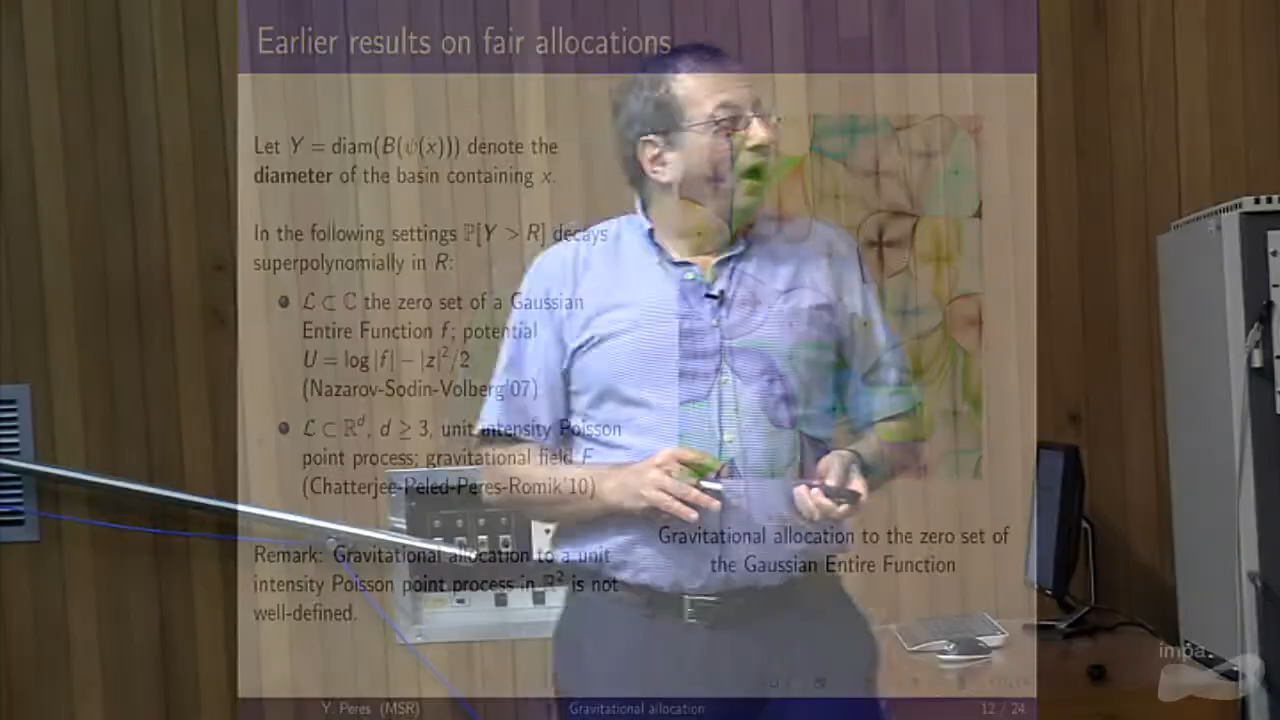 Earlier results on fair allocations
Let Y = diam(B(ψ(x))) denote the
diameter of the basin containing x.
In the following settings ℙ[Y > R] decays
superpolynomially in R:
ℒ ⊂ ℂ the zero set of a Gaussian
Entire Function f; potential
U = log|f| − |z|²/2
(Nazarov-Sodin-Volberg'07)
ℒ ⊂ ℝᵈ, d ≥ 3, unit intensity Poisson
point process; gravitational field F
(Chatterjee-Peled-Peres-Romik'10)
Remark: Gravitational allocation to a unit
intensity Poisson point process in ℝ² is not
well-defined.
Gravitational allocation to the zero set of
the Gaussian Entire Function
impa.
Y. Peres (MSR) Gravitational allocation 12 / 24